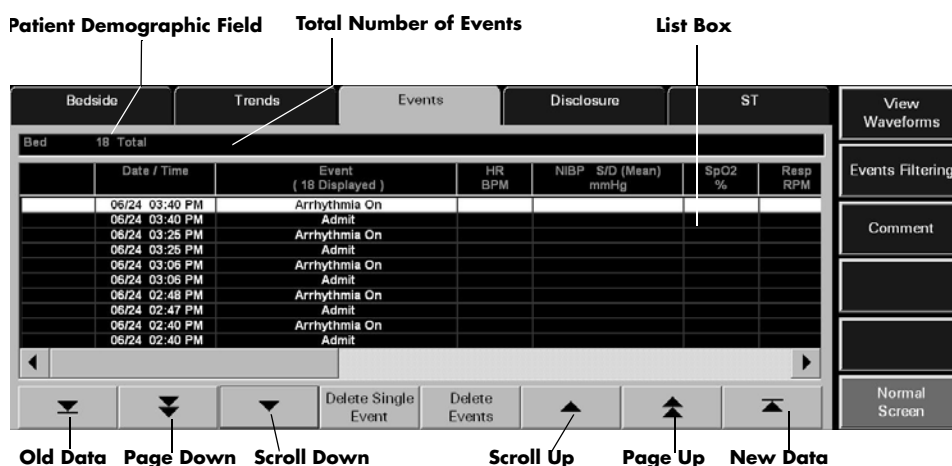 Patient Demographic Field Total Number of Events List Box
Bedside Trends Events Disclosure ST
View
Waveforms
Bed 18 Total
Date / Time Event HR NIBP S/D (Mean) SpO2 Resp
( 18 Displayed ) BPM mmHg % RPM
Events Filtering
06/24 03:40 PM Arrhythmia On
06/24 03:40 PM Admit
06/24 03:25 PM Arrhythmia On
06/24 03:25 PM Admit
06/24 03:06 PM Arrhythmia On
06/24 03:06 PM Admit
06/24 02:48 PM Arrhythmia On
06/24 02:47 PM Admit
06/24 02:40 PM Arrhythmia On
06/24 02:40 PM Admit
Comment
Delete Single
Event
Delete
Events
Normal
Screen
Old Data Page Down Scroll Down Scroll Up Page Up New Data